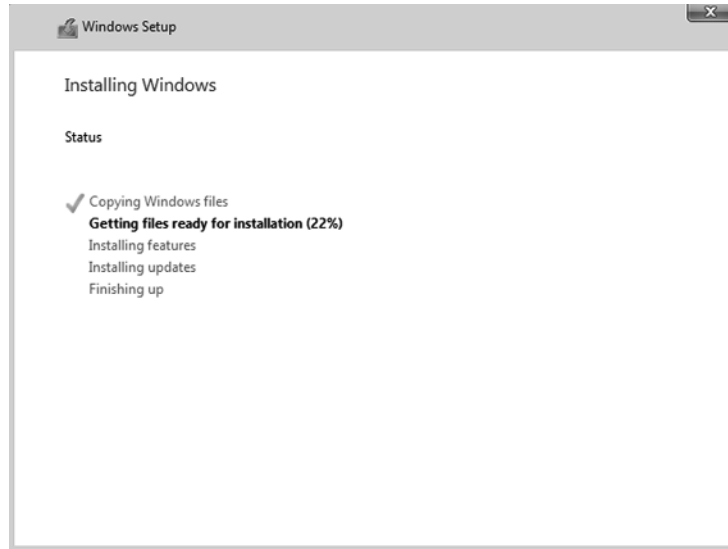 Windows Setup
Installing Windows
Status
Copying Windows files
Getting files ready for installation (22%)
Installing features
Installing updates
Finishing up